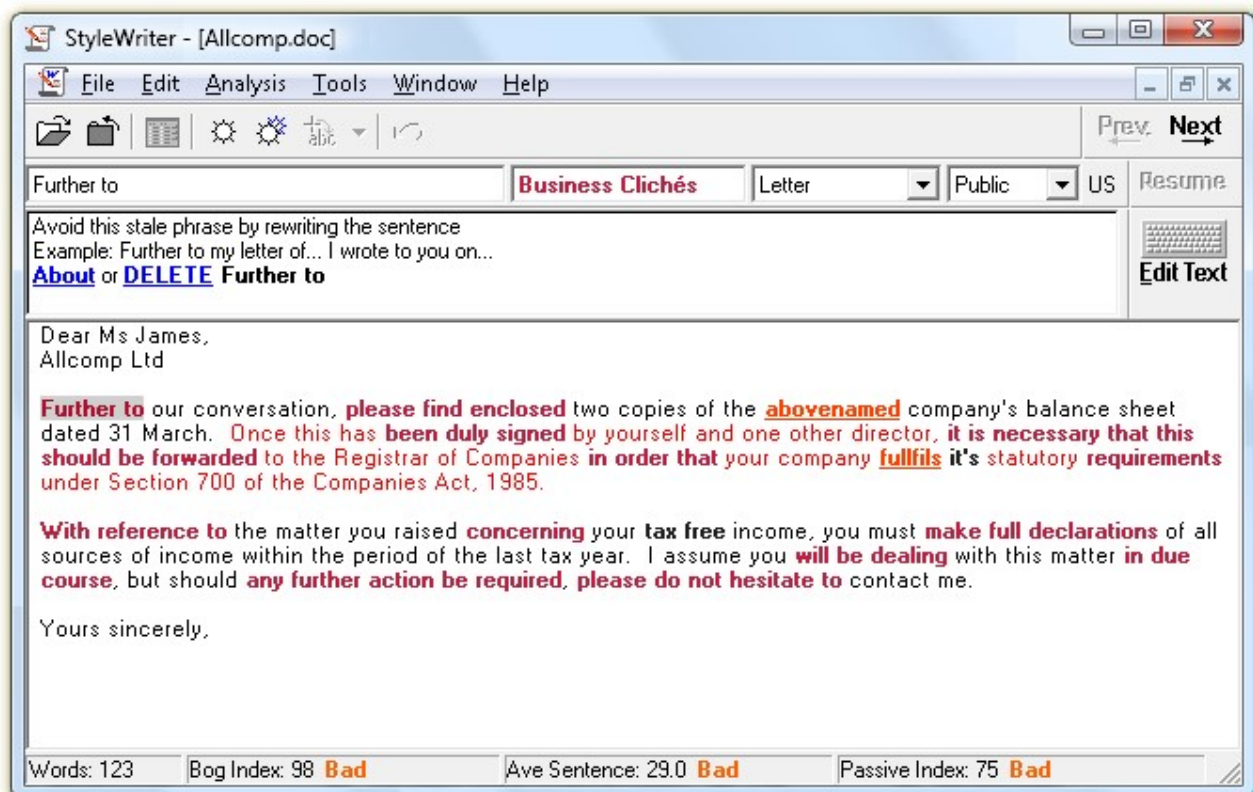 StyleWriter - [Allcomp.doc]
File Edit Analysis Tools Window Help
abc Prev. Next
Further to Business Clichés Letter Public US Resume
Avoid this stale phrase by rewriting the sentence
Example: Further to my letter of... I wrote to you on...
About or DELETE Further to
Edit Text
Dear Ms James,
Allcomp Ltd
Further to our conversation, please find enclosed two copies of the abovenamed company's balance sheet
dated 31 March. Once this has been duly signed by yourself and one other director, it is necessary that this
should be forwarded to the Registrar of Companies in order that your company fullfils it's statutory requirements
under Section 700 of the Companies Act, 1985.
With reference to the matter you raised concerning your tax free income, you must make full declarations of all
sources of income within the period of the last tax year. I assume you will be dealing with this matter in due
course, but should any further action be required, please do not hesitate to contact me.
Yours sincerely,
Words: 123 Bog Index: 98 Bad Ave Sentence: 29.0 Bad Passive Index: 75 Bad